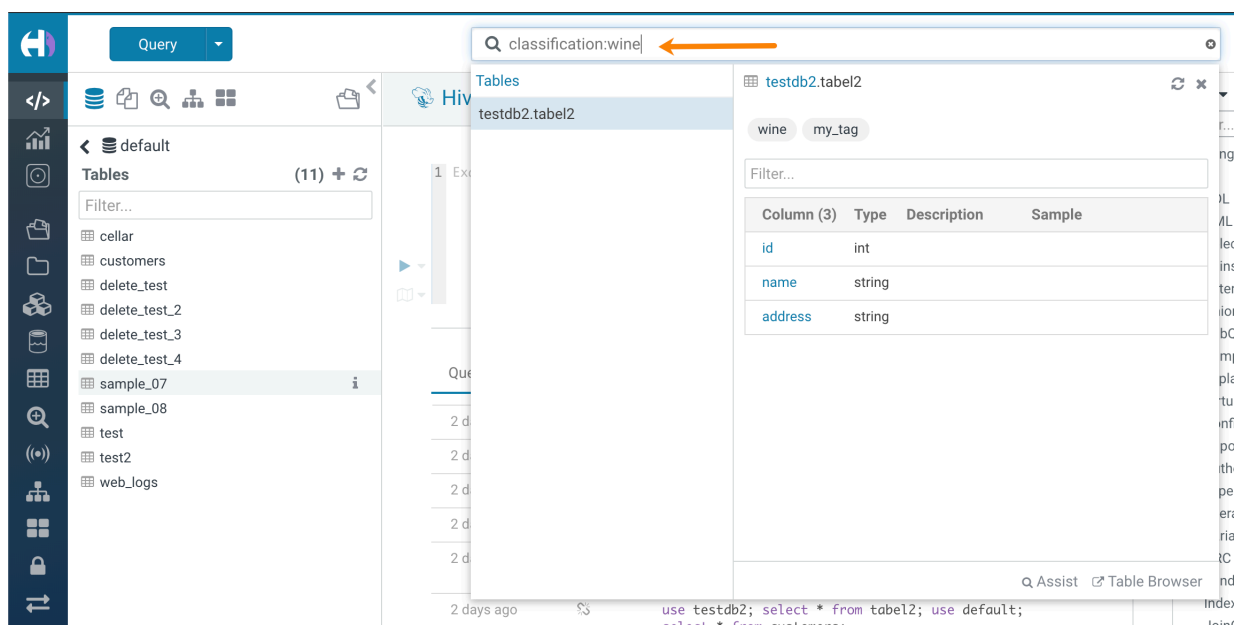 Query
classification:wine
Tables
testdb2.tabel2
testdb2.tabel2
wine my_tag
Filter...
Column (3) Type Description Sample
id int
name string
address string
Assist Table Browser
default
Tables (11)
Filter...
cellar
customers
delete_test
delete_test_2
delete_test_3
delete_test_4
sample_07
sample_08
test
test2
web_logs
1
2 days ago use testdb2; select * from tabel2; use default;